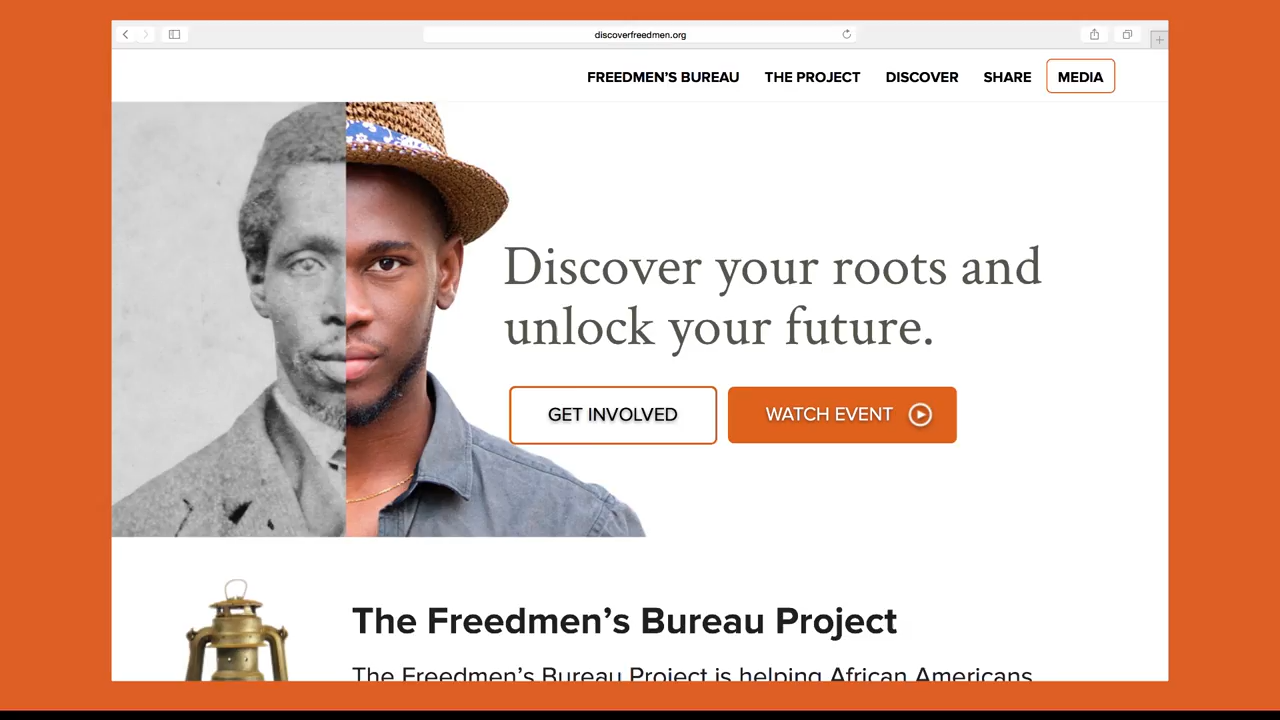 discoverfreedmen.org
FREEDMEN’S BUREAU THE PROJECT DISCOVER SHARE MEDIA
Discover your roots and
unlock your future.
GET INVOLVED WATCH EVENT
The Freedmen’s Bureau Project
The Freedmen’s Bureau Project is helping African Americans